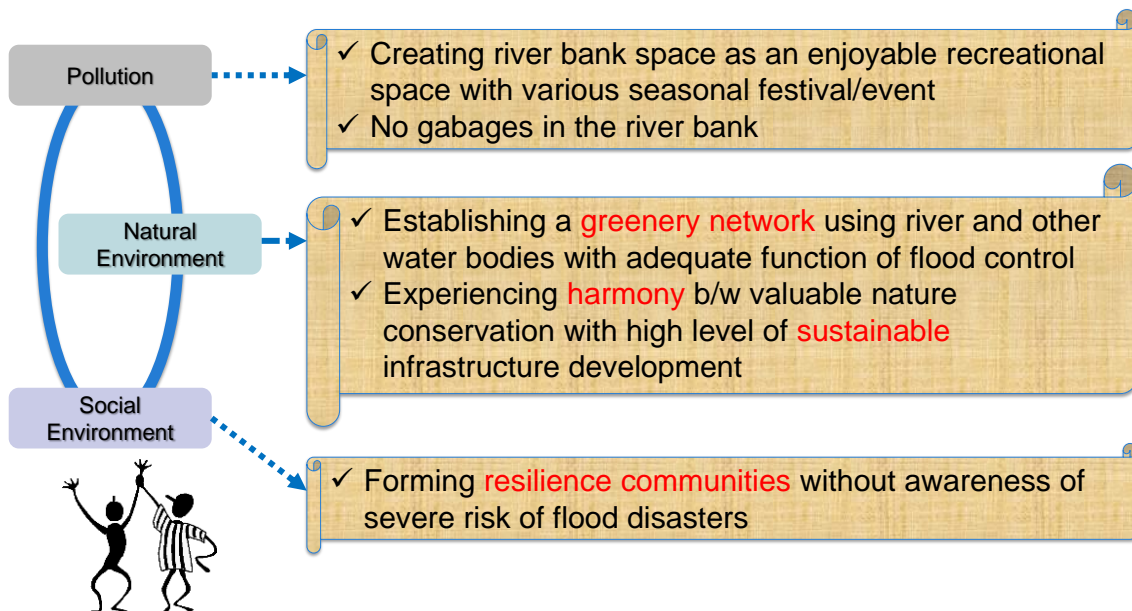 Pollution
✓ Creating river bank space as an enjoyable recreational
space with various seasonal festival/event
✓ No gabages in the river bank
Natural
Environment
✓ Establishing a greenery network using river and other
water bodies with adequate function of flood control
✓ Experiencing harmony b/w valuable nature
conservation with high level of sustainable
infrastructure development
Social
Environment
✓ Forming resilience communities without awareness of
severe risk of flood disasters